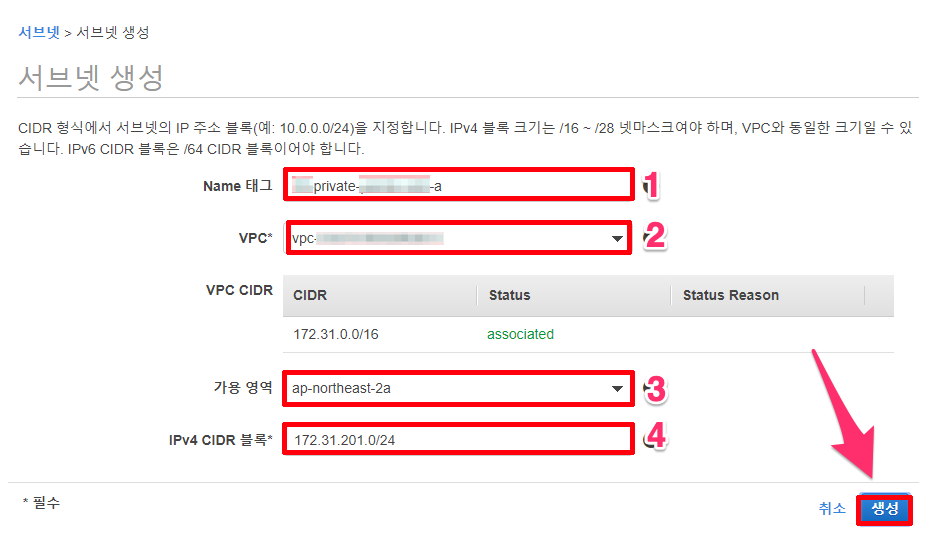 서브넷 > 서브넷 생성
서브넷 생성
CIDR 형식에서 서브넷의 IP 주소 블록(예: 10.0.0.0/24)을 지정합니다. IPv4 블록 크기는 /16 ~ /28 넷마스크여야 하며, VPC와 동일한 크기일 수 있
습니다. IPv6 CIDR 블록은 /64 CIDR 블록이어야 합니다.
Name 태그 private- -a 1
VPC* vpc- 2
VPC CIDR CIDR Status Status Reason
172.31.0.0/16 associated
가용 영역 ap-northeast-2a 3
IPv4 CIDR 블록* 172.31.201.0/24 4
* 필수 취소 생성